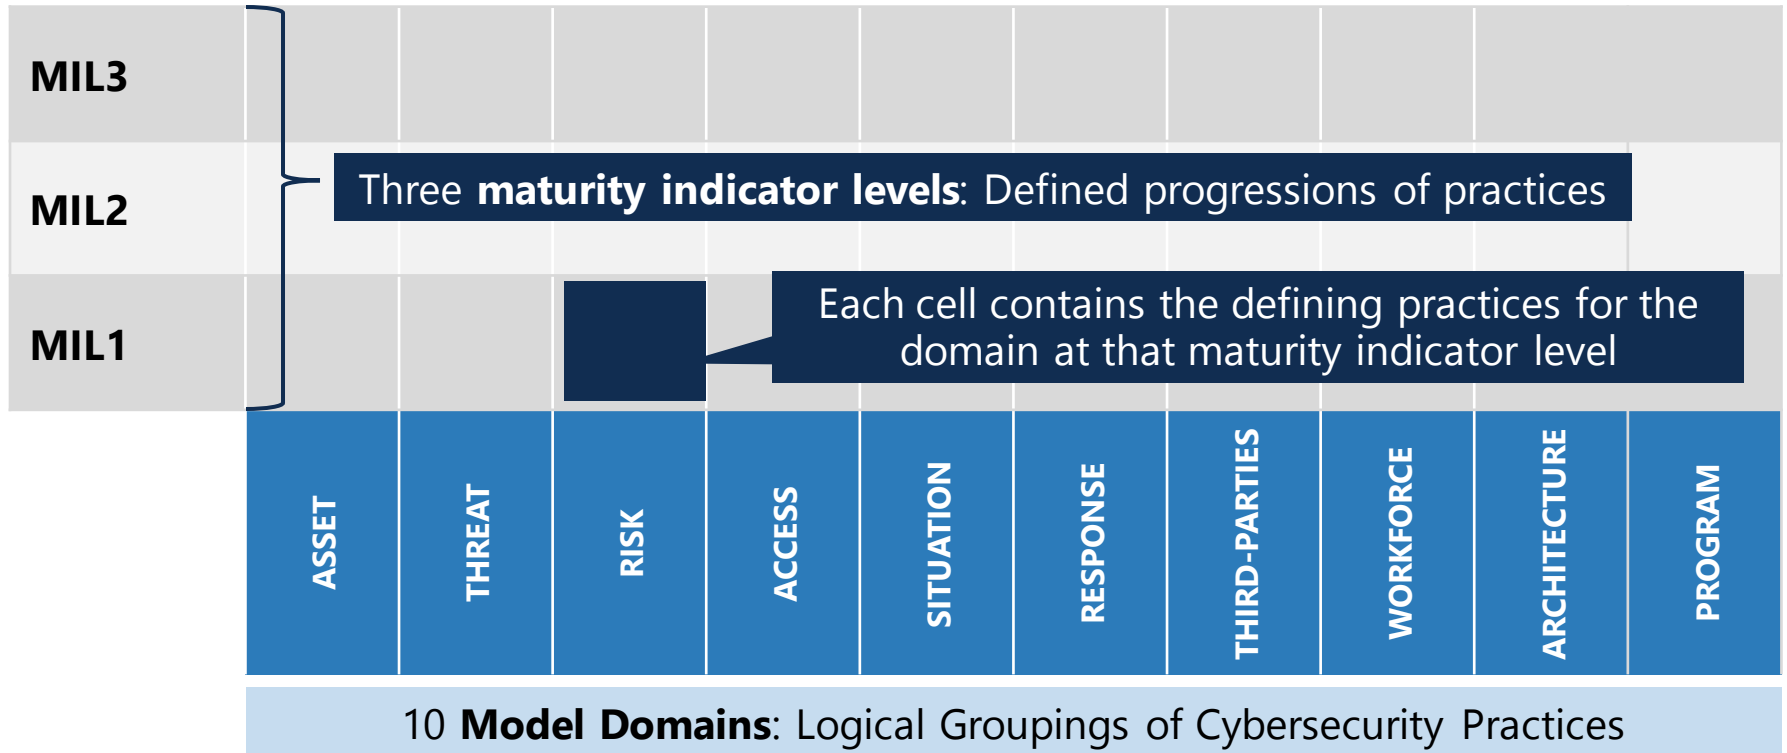 MIL3
MIL2
MIL1
Three maturity indicator levels: Defined progressions of practices
Each cell contains the defining practices for the
domain at that maturity indicator level
ASSET
THREAT
RISK
ACCESS
SITUATION
RESPONSE
THIRD-PARTIES
WORKFORCE
ARCHITECTURE
PROGRAM
10 Model Domains: Logical Groupings of Cybersecurity Practices